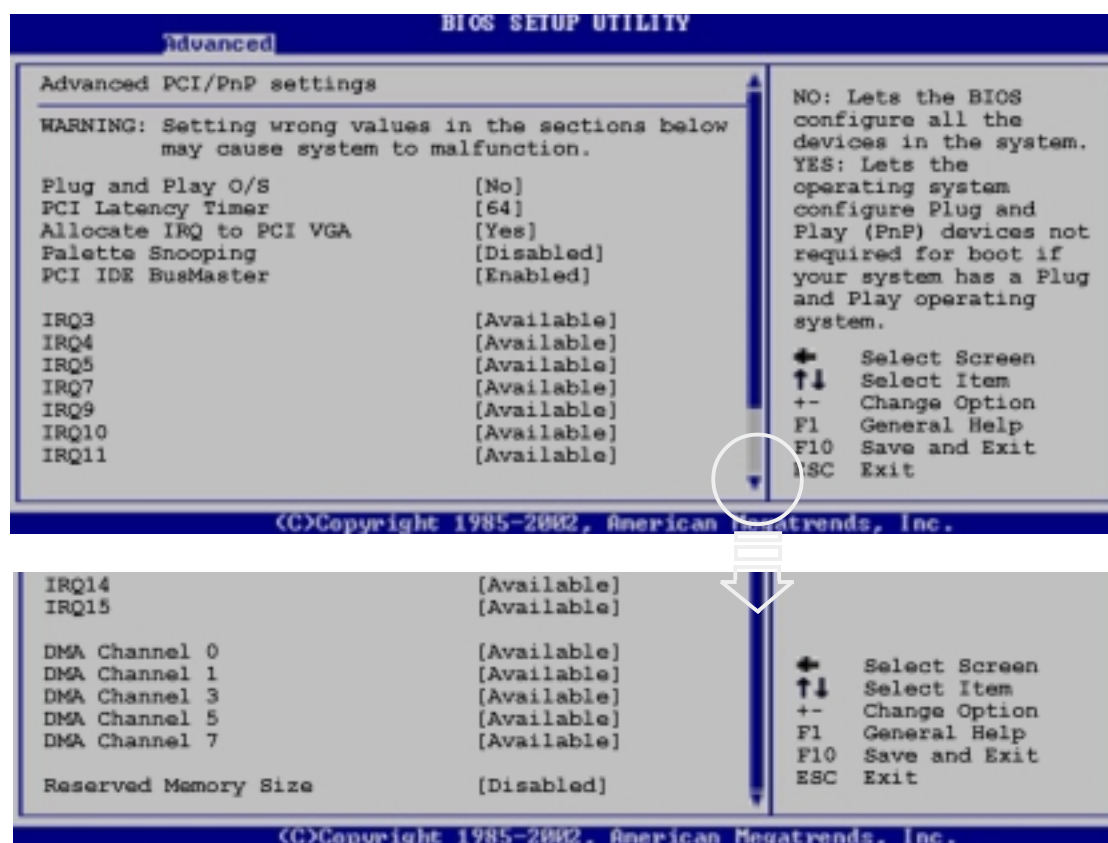 BIOS SETUP UTILITY
Advanced
Advanced PCI/PnP settings
WARNING: Setting wrong values in the sections below
may cause system to malfunction.
Plug and Play O/S [No]
PCI Latency Timer [64]
Allocate IRQ to PCI VGA [Yes]
Palette Snooping [Disabled]
PCI IDE BusMaster [Enabled]
IRQ3 [Available]
IRQ4 [Available]
IRQ5 [Available]
IRQ7 [Available]
IRQ9 [Available]
IRQ10 [Available]
IRQ11 [Available]
NO: Lets the BIOS
configure all the
devices in the system.
YES: Lets the
operating system
configure Plug and
Play (PnP) devices not
required for boot if
your system has a Plug
and Play operating
system.
← Select Screen
↑↓ Select Item
+- Change Option
F1 General Help
F10 Save and Exit
ESC Exit
(C)Copyright 1985-2002, American Megatrends, Inc.
IRQ14 [Available]
IRQ15 [Available]
DMA Channel 0 [Available]
DMA Channel 1 [Available]
DMA Channel 3 [Available]
DMA Channel 5 [Available]
DMA Channel 7 [Available]
Reserved Memory Size [Disabled]
← Select Screen
↑↓ Select Item
+- Change Option
F1 General Help
F10 Save and Exit
ESC Exit
(C)Copyright 1985-2002, American Megatrends, Inc.